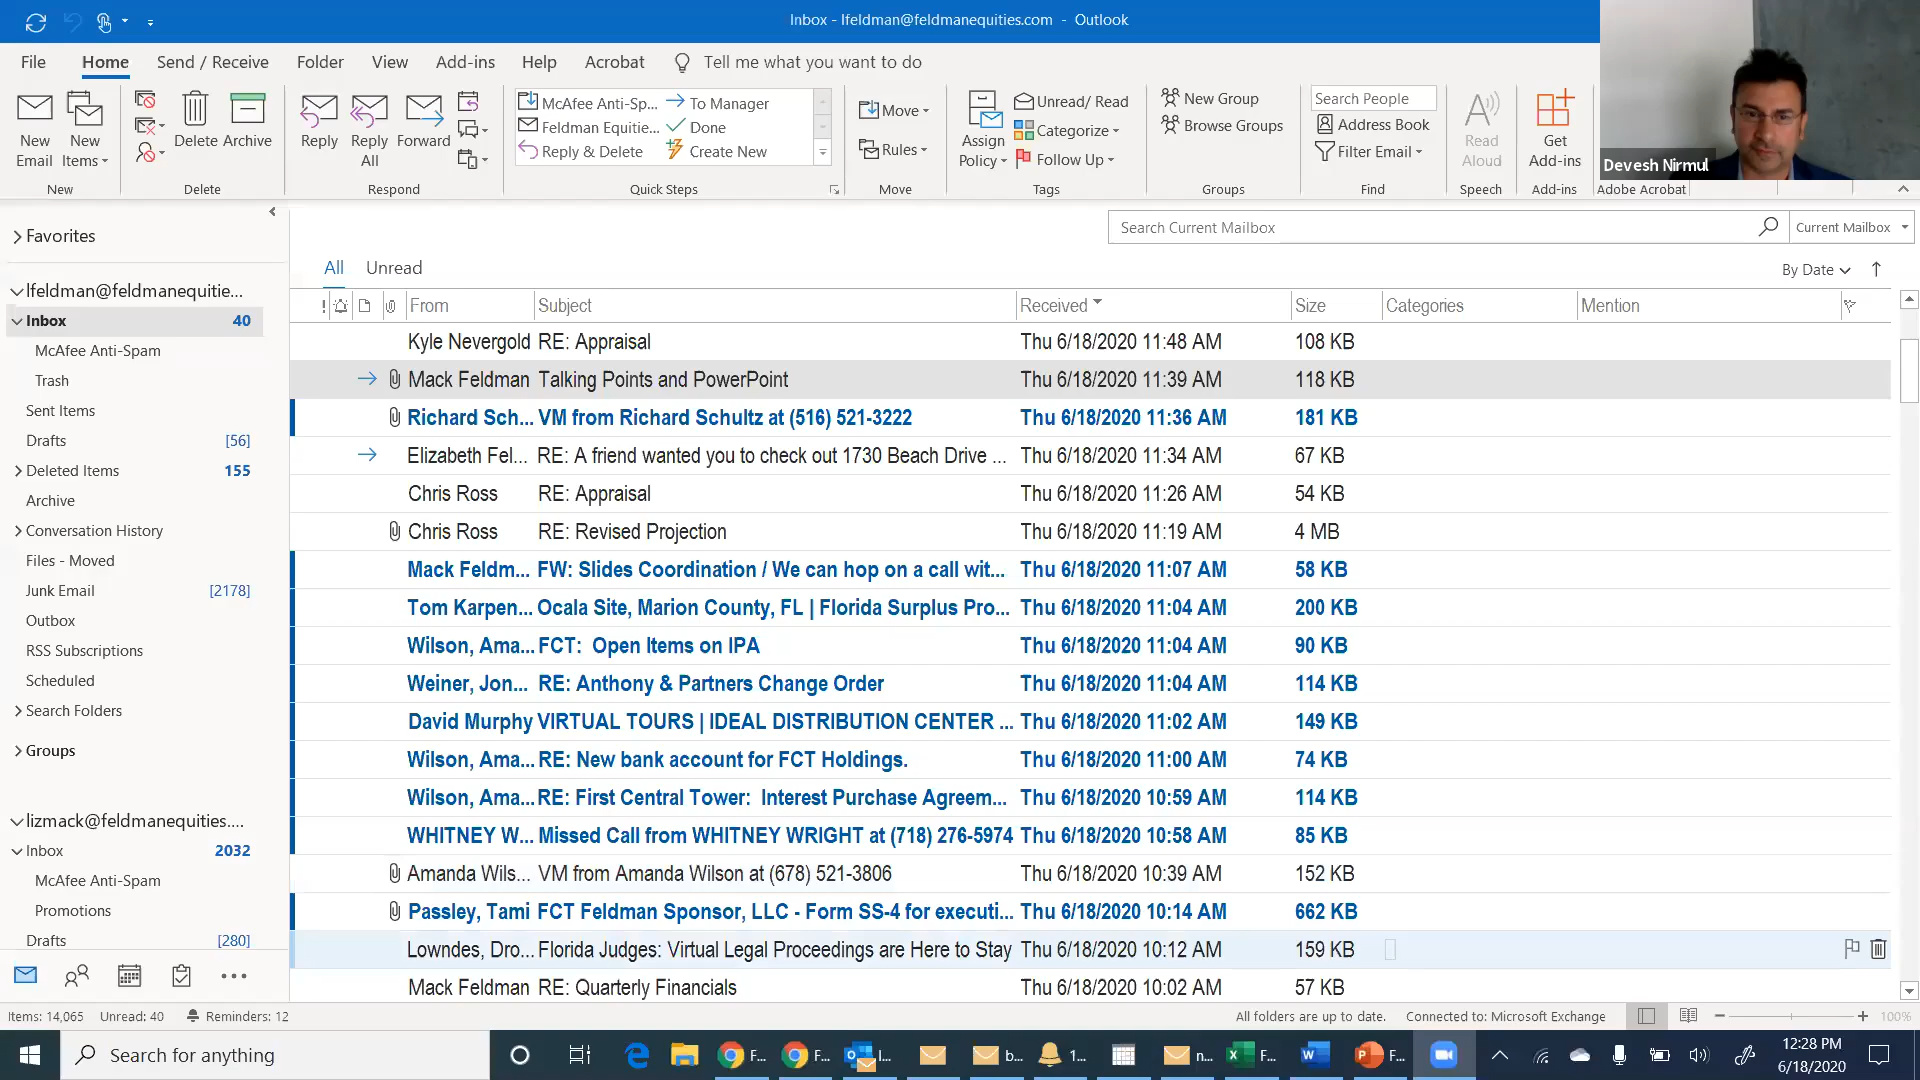 Inbox - lfeldman@feldmanequities.com - Outlook
File Home Send / Receive Folder View Add-ins Help Acrobat Tell me what you want to do
New Email
New Items
New
Delete
Archive
Delete
Reply
Reply All
Forward
Respond
McAfee Anti-Sp... To Manager
Feldman Equitie... Done
Reply & Delete Create New
Quick Steps
Move
Rules
Move
Assign Policy
Unread/ Read
Categorize
Follow Up
Tags
New Group
Browse Groups
Groups
Search People
Address Book
Filter Email
Find
Read Aloud
Speech
Get Add-ins
Add-ins
Adobe Acrobat
Devesh Nirmul
Favorites
lfeldman@feldmanequitie...
Inbox 40
McAfee Anti-Spam
Trash
Sent Items
Drafts [56]
Deleted Items 155
Archive
Conversation History
Files - Moved
Junk Email [2178]
Outbox
RSS Subscriptions
Scheduled
Search Folders
Groups
lizmack@feldmanequities....
Inbox 2032
McAfee Anti-Spam
Promotions
Drafts [280]
Search Current Mailbox Current Mailbox
All Unread By Date
! From Subject Received Size Categories Mention
Kyle Nevergold RE: Appraisal Thu 6/18/2020 11:48 AM 108 KB
Mack Feldman Talking Points and PowerPoint Thu 6/18/2020 11:39 AM 118 KB
Richard Sch... VM from Richard Schultz at (516) 521-3222 Thu 6/18/2020 11:36 AM 181 KB
Elizabeth Fel... RE: A friend wanted you to check out 1730 Beach Drive ... Thu 6/18/2020 11:34 AM 67 KB
Chris Ross RE: Appraisal Thu 6/18/2020 11:26 AM 54 KB
Chris Ross RE: Revised Projection Thu 6/18/2020 11:19 AM 4 MB
Mack Feldm... FW: Slides Coordination / We can hop on a call wit... Thu 6/18/2020 11:07 AM 58 KB
Tom Karpen... Ocala Site, Marion County, FL | Florida Surplus Pro... Thu 6/18/2020 11:04 AM 200 KB
Wilson, Ama... FCT: Open Items on IPA Thu 6/18/2020 11:04 AM 90 KB
Weiner, Jon... RE: Anthony & Partners Change Order Thu 6/18/2020 11:04 AM 114 KB
David Murphy VIRTUAL TOURS | IDEAL DISTRIBUTION CENTER ... Thu 6/18/2020 11:02 AM 149 KB
Wilson, Ama... RE: New bank account for FCT Holdings. Thu 6/18/2020 11:00 AM 74 KB
Wilson, Ama... RE: First Central Tower: Interest Purchase Agreem... Thu 6/18/2020 10:59 AM 114 KB
WHITNEY W... Missed Call from WHITNEY WRIGHT at (718) 276-5974 Thu 6/18/2020 10:58 AM 85 KB
Amanda Wils... VM from Amanda Wilson at (678) 521-3806 Thu 6/18/2020 10:39 AM 152 KB
Passley, Tami FCT Feldman Sponsor, LLC - Form SS-4 for executi... Thu 6/18/2020 10:14 AM 662 KB
Lowndes, Dro... Florida Judges: Virtual Legal Proceedings are Here to Stay Thu 6/18/2020 10:12 AM 159 KB
Mack Feldman RE: Quarterly Financials Thu 6/18/2020 10:02 AM 57 KB
Items: 14,065 Unread: 40 Reminders: 12 All folders are up to date. Connected to: Microsoft Exchange 100%
Search for anything F... F... l... b... 1... n... F... F... 12:28 PM
6/18/2020